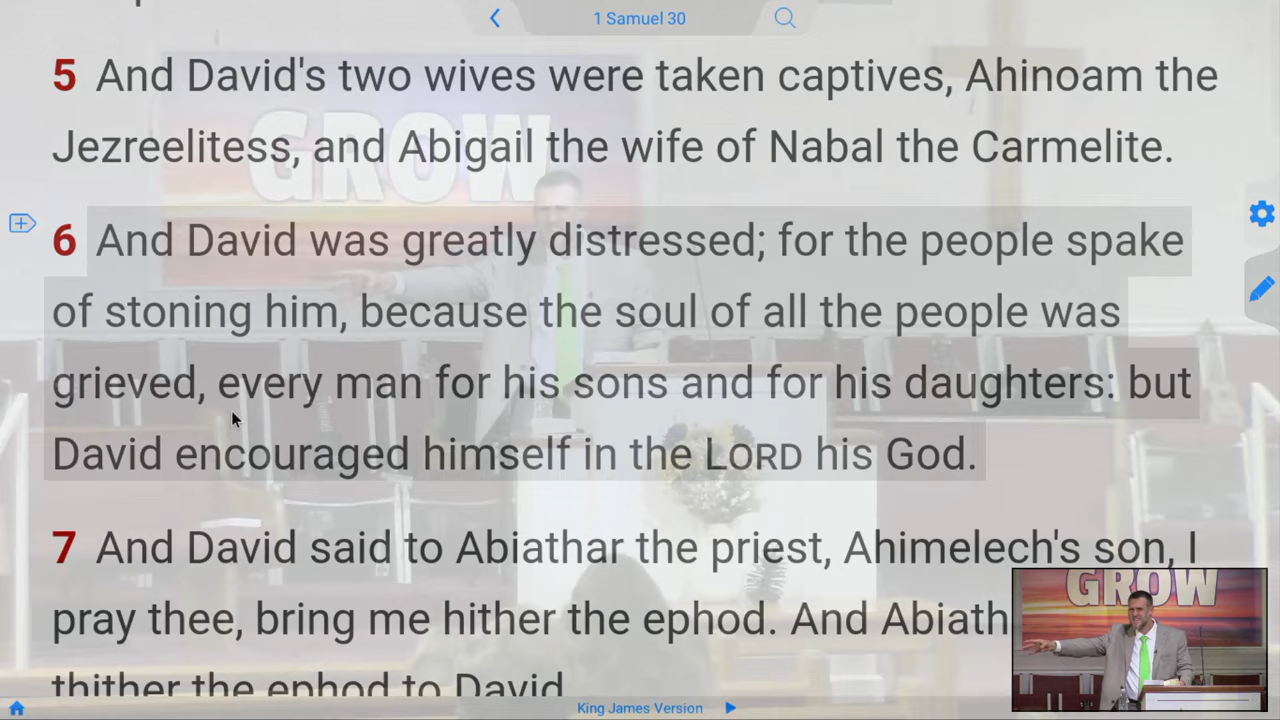 1 Samuel 30
5 And David's two wives were taken captives, Ahinoam the
Jezreelitess, and Abigail the wife of Nabal the Carmelite.
6 And David was greatly distressed; for the people spake
of stoning him, because the soul of all the people was
grieved, every man for his sons and for his daughters: but
David encouraged himself in the LORD his God.
7 And David said to Abiathar the priest, Ahimelech's son, I
pray thee, bring me hither the ephod. And Abiath
thither the ephod to David
King James Version
GROW
GROW